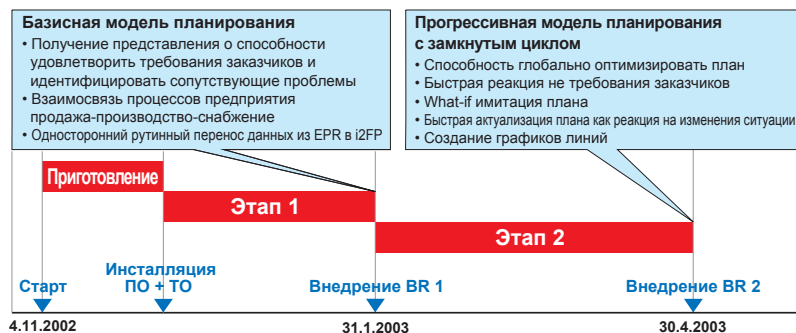 Базисная модель планирования
• Получение представления о способности
удовлетворить требования заказчиков и
идентифицировать сопутствующие проблемы
• Взаимосвязь процессов предприятия
продажа-производство-снабжение
• Односторонний рутинный перенос данных из EPR в i2FP
Прогрессивная модель планирования
с замкнутым циклом
• Способность глобально оптимизировать план
• Быстрая реакция не требования заказчиков
• What-if имитация плана
• Быстрая актуализация плана как реакция на изменения ситуации
• Создание графиков линий
Приготовление
Этап 1
Этап 2
Старт
Инсталляция
ПО + ТО
Внедрение BR 1
Внедрение BR 2
4.11.2002
31.1.2003
30.4.2003